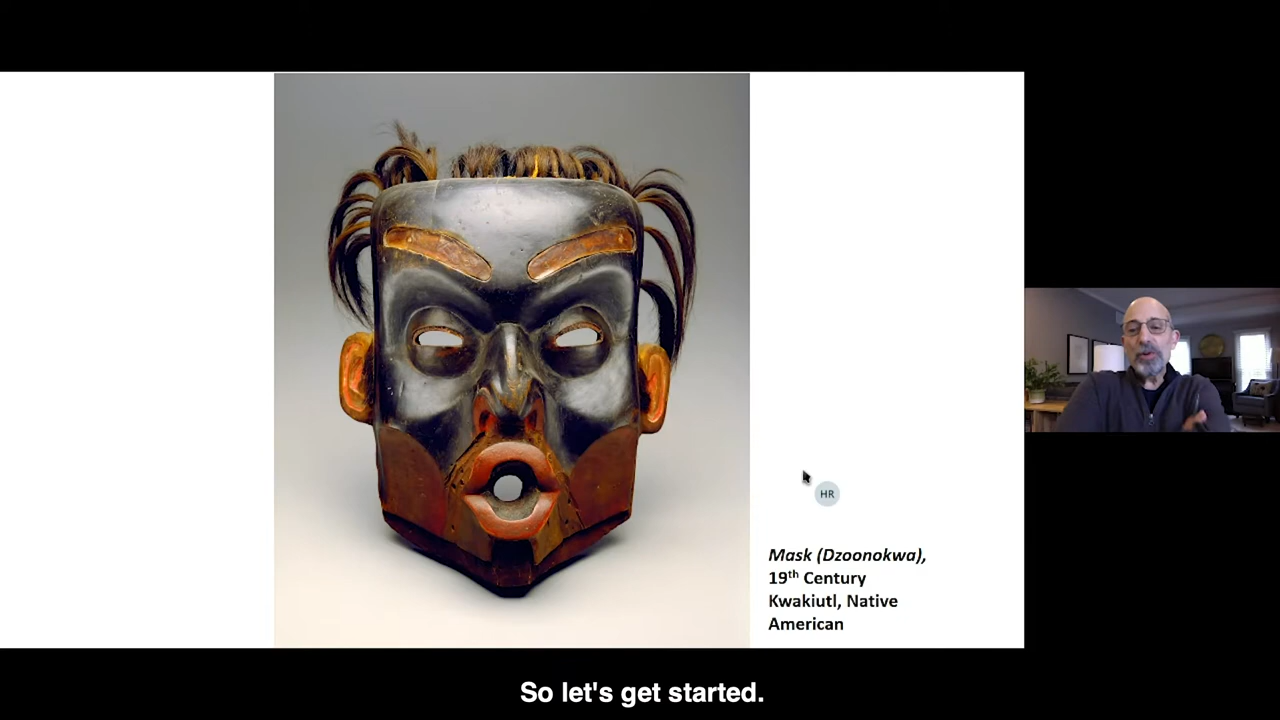 HR
Mask (Dzoonokwa),
19th Century
Kwakiutl, Native
American
So let's get started.